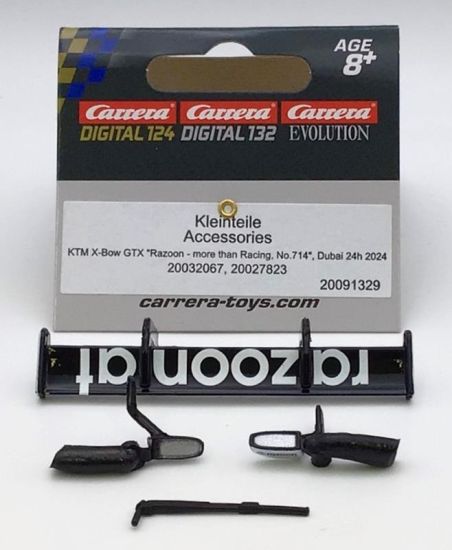 AGE
8+
Carrera Carrera Carrera
DIGITAL 124 DIGITAL 132 EVOLUTION
Kleinteile
Accessories
KTM X-Bow GTX "Razoon - more than Racing, No.714", Dubai 24h 2024
20032067, 20027823
20091329
carrera-toys.com
razoon.at